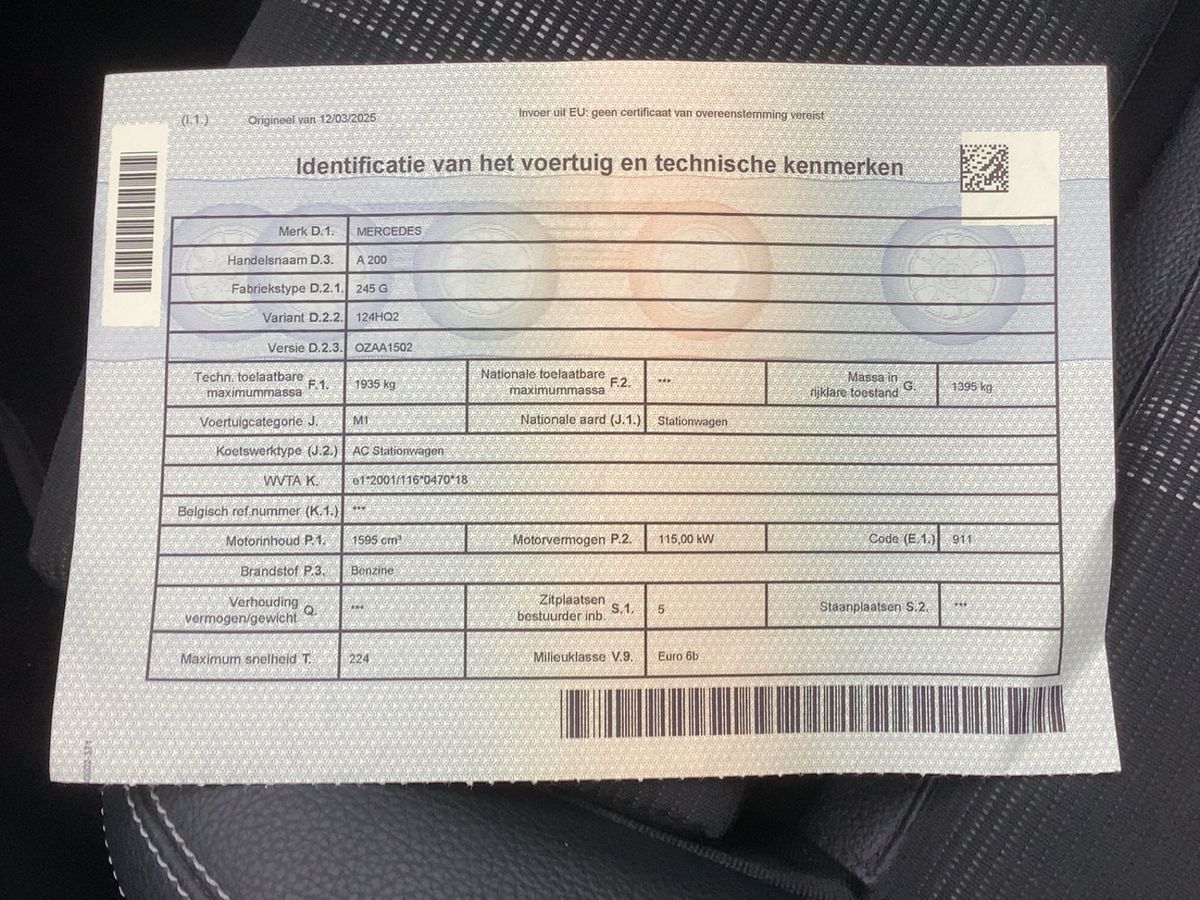 (I.1.) Origineel van 12/03/2025 Invoer uit EU: geen certificaat van overeenstemming vereist
Identificatie van het voertuig en technische kenmerken
Merk D.1. MERCEDES
Handelsnaam D.3. A 200
Fabriekstype D.2.1. 245 G
Variant D.2.2. 124HQ2
Versie D.2.3. OZAA1502
Techn. toelaatbare maximummassa F.1. 1935 kg Nationale toelaatbare maximummassa F.2. *** Massa in rijklare toestand G. 1395 kg
Voertuigcategorie J. M1 Nationale aard (J.1.) Stationwagen
Koetswerktype (J.2.) AC Stationwagen
WVTA K. e1*2001/116*0470*18
Belgisch ref.nummer (K.1.) ***
Motorinhoud P.1. 1595 cm³ Motorvermogen P.2. 115,00 kW Code (E.1.) 911
Brandstof P.3. Benzine
Verhouding vermogen/gewicht Q. *** Zitplaatsen bestuurder inb. S.1. 5 Staanplaatsen S.2. ***
Maximum snelheid T. 224 Milieuklasse V.9. Euro 6b